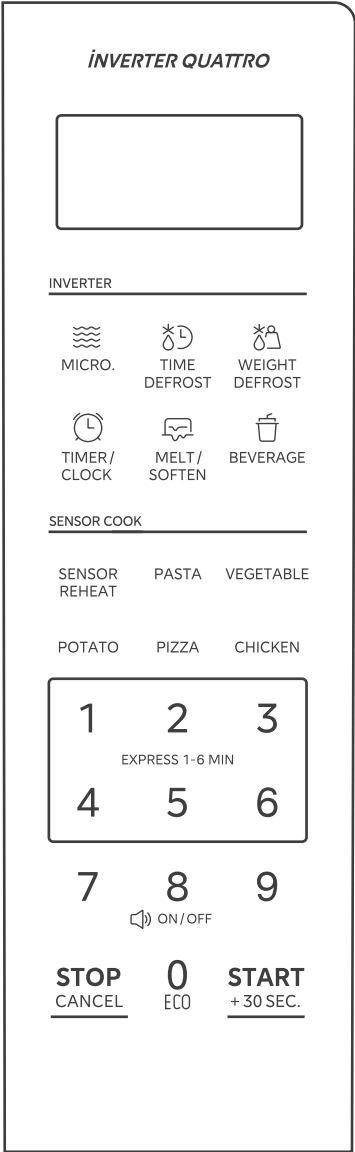 iNVERTER QUATTRO
INVERTER
MICRO.
TIME
DEFROST
WEIGHT
DEFROST
TIMER/
CLOCK
MELT/
SOFTEN
BEVERAGE
SENSOR COOK
SENSOR
REHEAT
PASTA
VEGETABLE
POTATO
PIZZA
CHICKEN
1 2 3
EXPRESS 1-6 MIN
4 5 6
7 8 9
ON/OFF
STOP
CANCEL
0
ECO
START
+30 SEC.